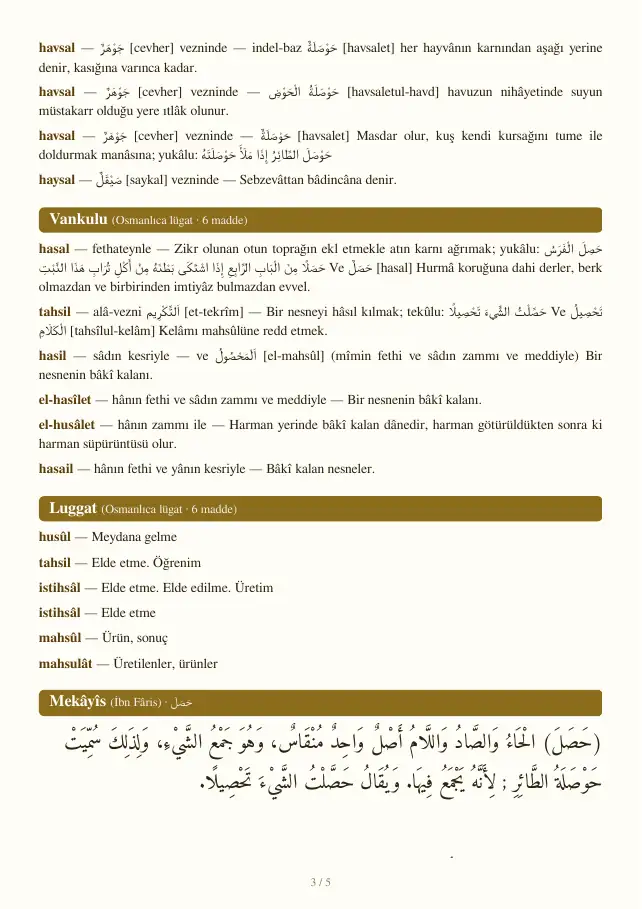 havsal — جَوْهَرٌ [cevher] vezninde — indel-baz حَوْصَلَةٌ [havsalet] her hayvânın karnından aşağı yerine
denir, kasığına varınca kadar.
havsal — جَوْهَرٌ [cevher] vezninde — حَوْصَلَةُ الْحَوْضِ [havsaletul-havd] havuzun nihâyetinde suyun
müstakarr olduğu yere ıtlâk olunur.
havsal — جَوْهَرٌ [cevher] vezninde — حَوْصَلَةٌ [havsalet] Masdar olur, kuş kendi kursağını tume ile
doldurmak manâsına; yukâlu: حَوْصَلَ الطَّائِرُ إِذَا مَلَأَ حَوْصَلَتَهُ
haysal — صَيْقَلٌ [saykal] vezninde — Sebzevâttan bâdincâna denir.
Vankulu (Osmanlıca lügat · 6 madde)
hasal — fethateynle — Zikr olunan otun toprağın ekl etmekle atın karnı ağrımak; yukâlu: حَصِلَ الْفَرَسُ
حَصَلًا مِنَ الْبَابِ الرَّابِعِ إِذَا اشْتَكَى بَطْنَهُ مِنْ أَكْلِ تُرَابِ هَذَا النَّبْتِ Ve حَصَلٌ [hasal] Hurmâ koruğuna dahi derler, berk
olmazdan ve birbirinden imtiyâz bulmazdan evvel.
tahsil — alâ-vezni اَلتَّكْرِيم [et-tekrîm] — Bir nesneyi hâsıl kılmak; tekûlu: حَصَّلْتُ الشَّيْءَ تَحْصِيلًا Ve تَحْصِيلُ
الْكَلَامِ [tahsîlul-kelâm] Kelâmı mahsûlüne redd etmek.
hasil — sâdın kesriyle — ve اَلْمَحْصُولُ [el-mahsûl] (mîmin fethi ve sâdın zammı ve meddiyle) Bir
nesnenin bâkî kalanı.
el-hasîlet — hânın fethi ve sâdın zammı ve meddiyle — Bir nesnenin bâkî kalanı.
el-husâlet — hânın zammı ile — Harman yerinde bâkî kalan dânedir, harman götürüldükten sonra ki
harman süpürüntüsü olur.
hasail — hânın fethi ve yânın kesriyle — Bâkî kalan nesneler.
Luggat (Osmanlıca lügat · 6 madde)
husûl — Meydana gelme
tahsil — Elde etme. Öğrenim
istihsâl — Elde etme. Elde edilme. Üretim
istihsâl — Elde etme
mahsûl — Ürün, sonuç
mahsulât — Üretilenler, ürünler
Mekâyîs (İbn Fâris) · حصل
(حَصَلَ) الْحَاءُ وَالصَّادُ وَاللَّامُ أَصْلٌ وَاحِدٌ مُنْقَاسٌ، وَهُوَ جَمْعُ الشَّيْءِ، وَلِذَلِكَ سُمِّيَتْ
حَوْصَلَةُ الطَّائِرِ ; لِأَنَّهُ يَجْمَعُ فِيهَا. وَيُقَالُ حَصَّلْتُ الشَّيْءَ تَحْصِيلًا.
3 / 5